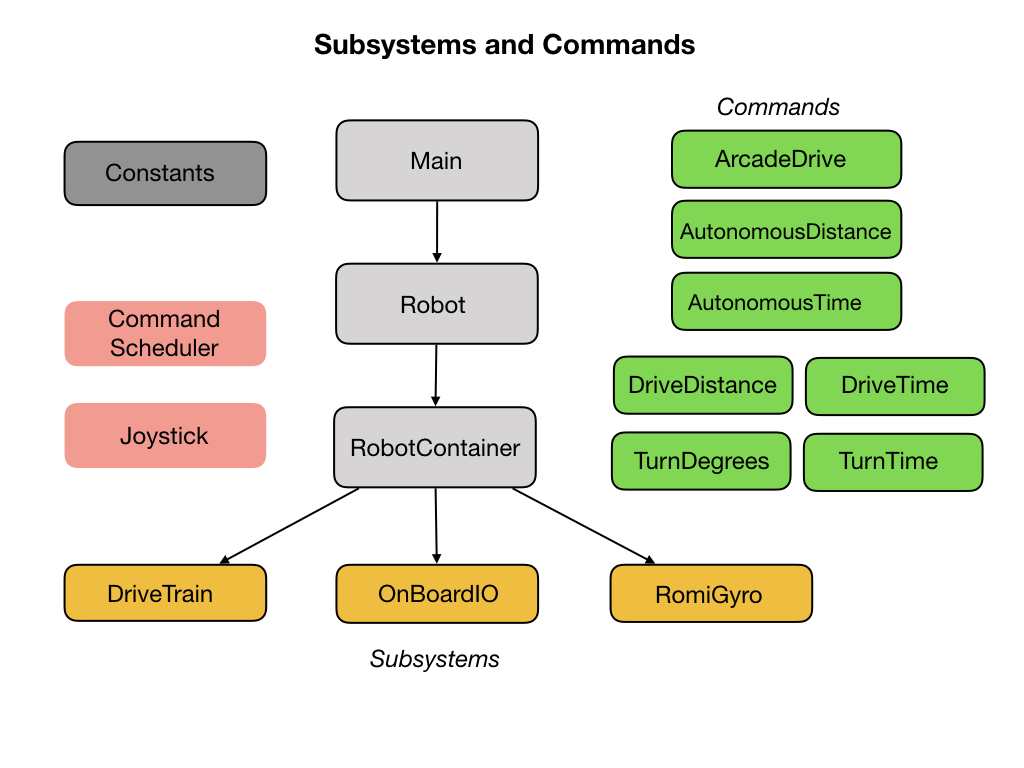 Subsystems and Commands
Commands
Constants
Main
ArcadeDrive
AutonomousDistance
Robot
AutonomousTime
Command
Scheduler
DriveDistance
DriveTime
Joystick
RobotContainer
TurnDegrees
TurnTime
DriveTrain
OnBoardIO
RomiGyro
Subsystems